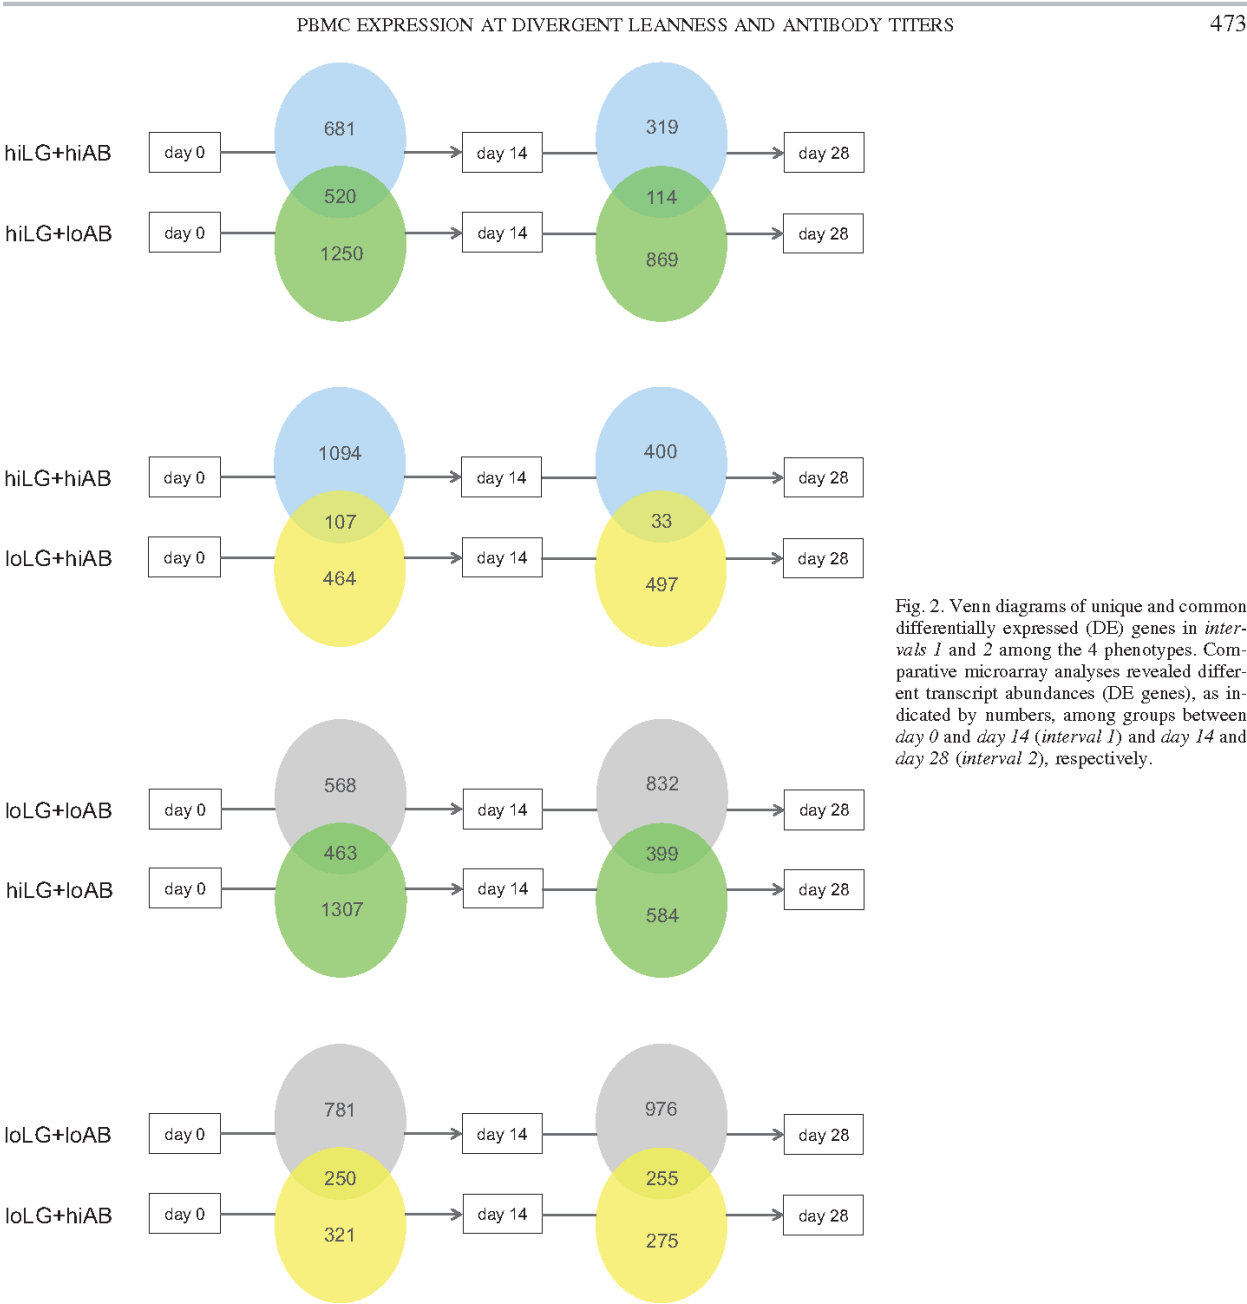 PBMC EXPRESSION AT DIVERGENT LEANNESS AND ANTIBODY TITERS 473
681 319
hiLG+hiAB day 0 day 14 day 28
520 114
hiLG+loAB day 0 day 14 day 28
1250 869
1094 400
hiLG+hiAB day 0 day 14 day 28
107 33
loLG+hiAB day 0 day 14 day 28
464 497
Fig. 2. Venn diagrams of unique and common
differentially expressed (DE) genes in inter-
vals 1 and 2 among the 4 phenotypes. Com-
parative microarray analyses revealed differ-
ent transcript abundances (DE genes), as in-
dicated by numbers, among groups between
day 0 and day 14 (interval 1) and day 14 and
day 28 (interval 2), respectively.
568 832
loLG+loAB day 0 day 14 day 28
463 399
hiLG+loAB day 0 day 14 day 28
1307 584
781 976
loLG+loAB day 0 day 14 day 28
250 255
loLG+hiAB day 0 day 14 day 28
321 275